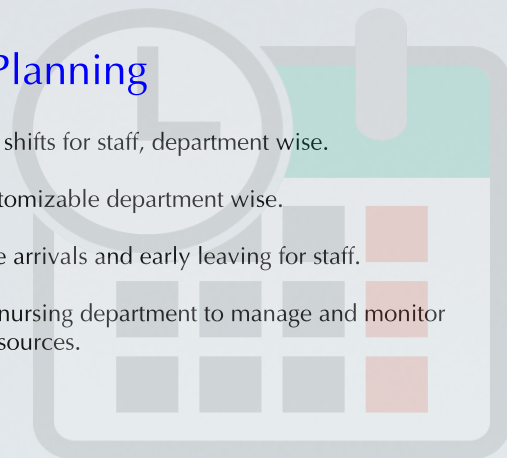 Planning
shifts for staff, department wise.
tomizable department wise.
e arrivals and early leaving for staff.
nursing department to manage and monitor
sources.